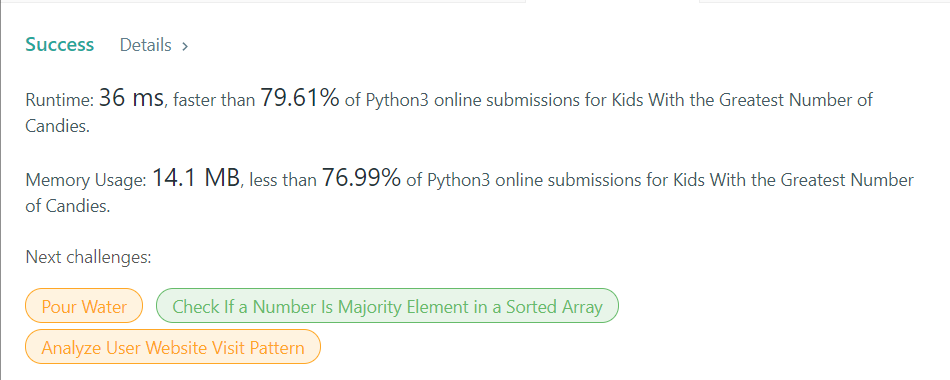 Success Details >
Runtime: 36 ms, faster than 79.61% of Python3 online submissions for Kids With the Greatest Number of
Candies.
Memory Usage: 14.1 MB, less than 76.99% of Python3 online submissions for Kids With the Greatest Number
of Candies.
Next challenges:
Pour Water Check If a Number Is Majority Element in a Sorted Array
Analyze User Website Visit Pattern